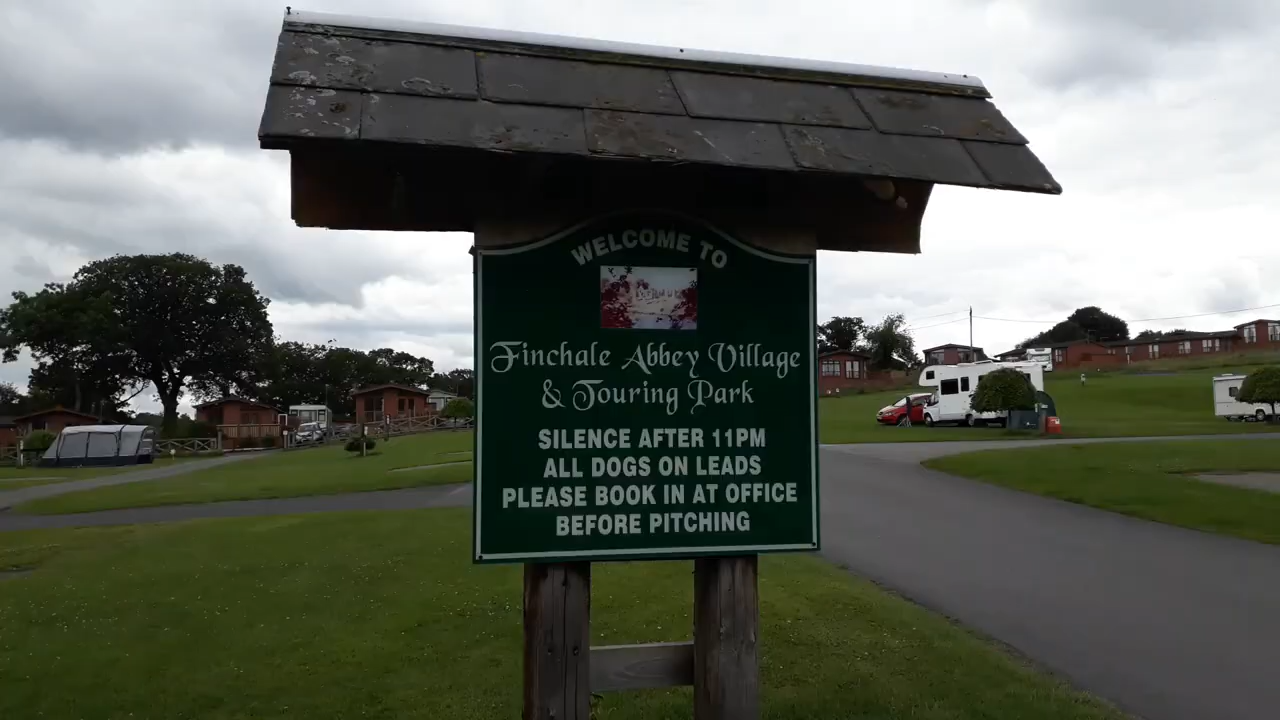 WELCOME TO
Finchale Abbey Village
& Touring Park
SILENCE AFTER 11PM
ALL DOGS ON LEADS
PLEASE BOOK IN AT OFFICE
BEFORE PITCHING